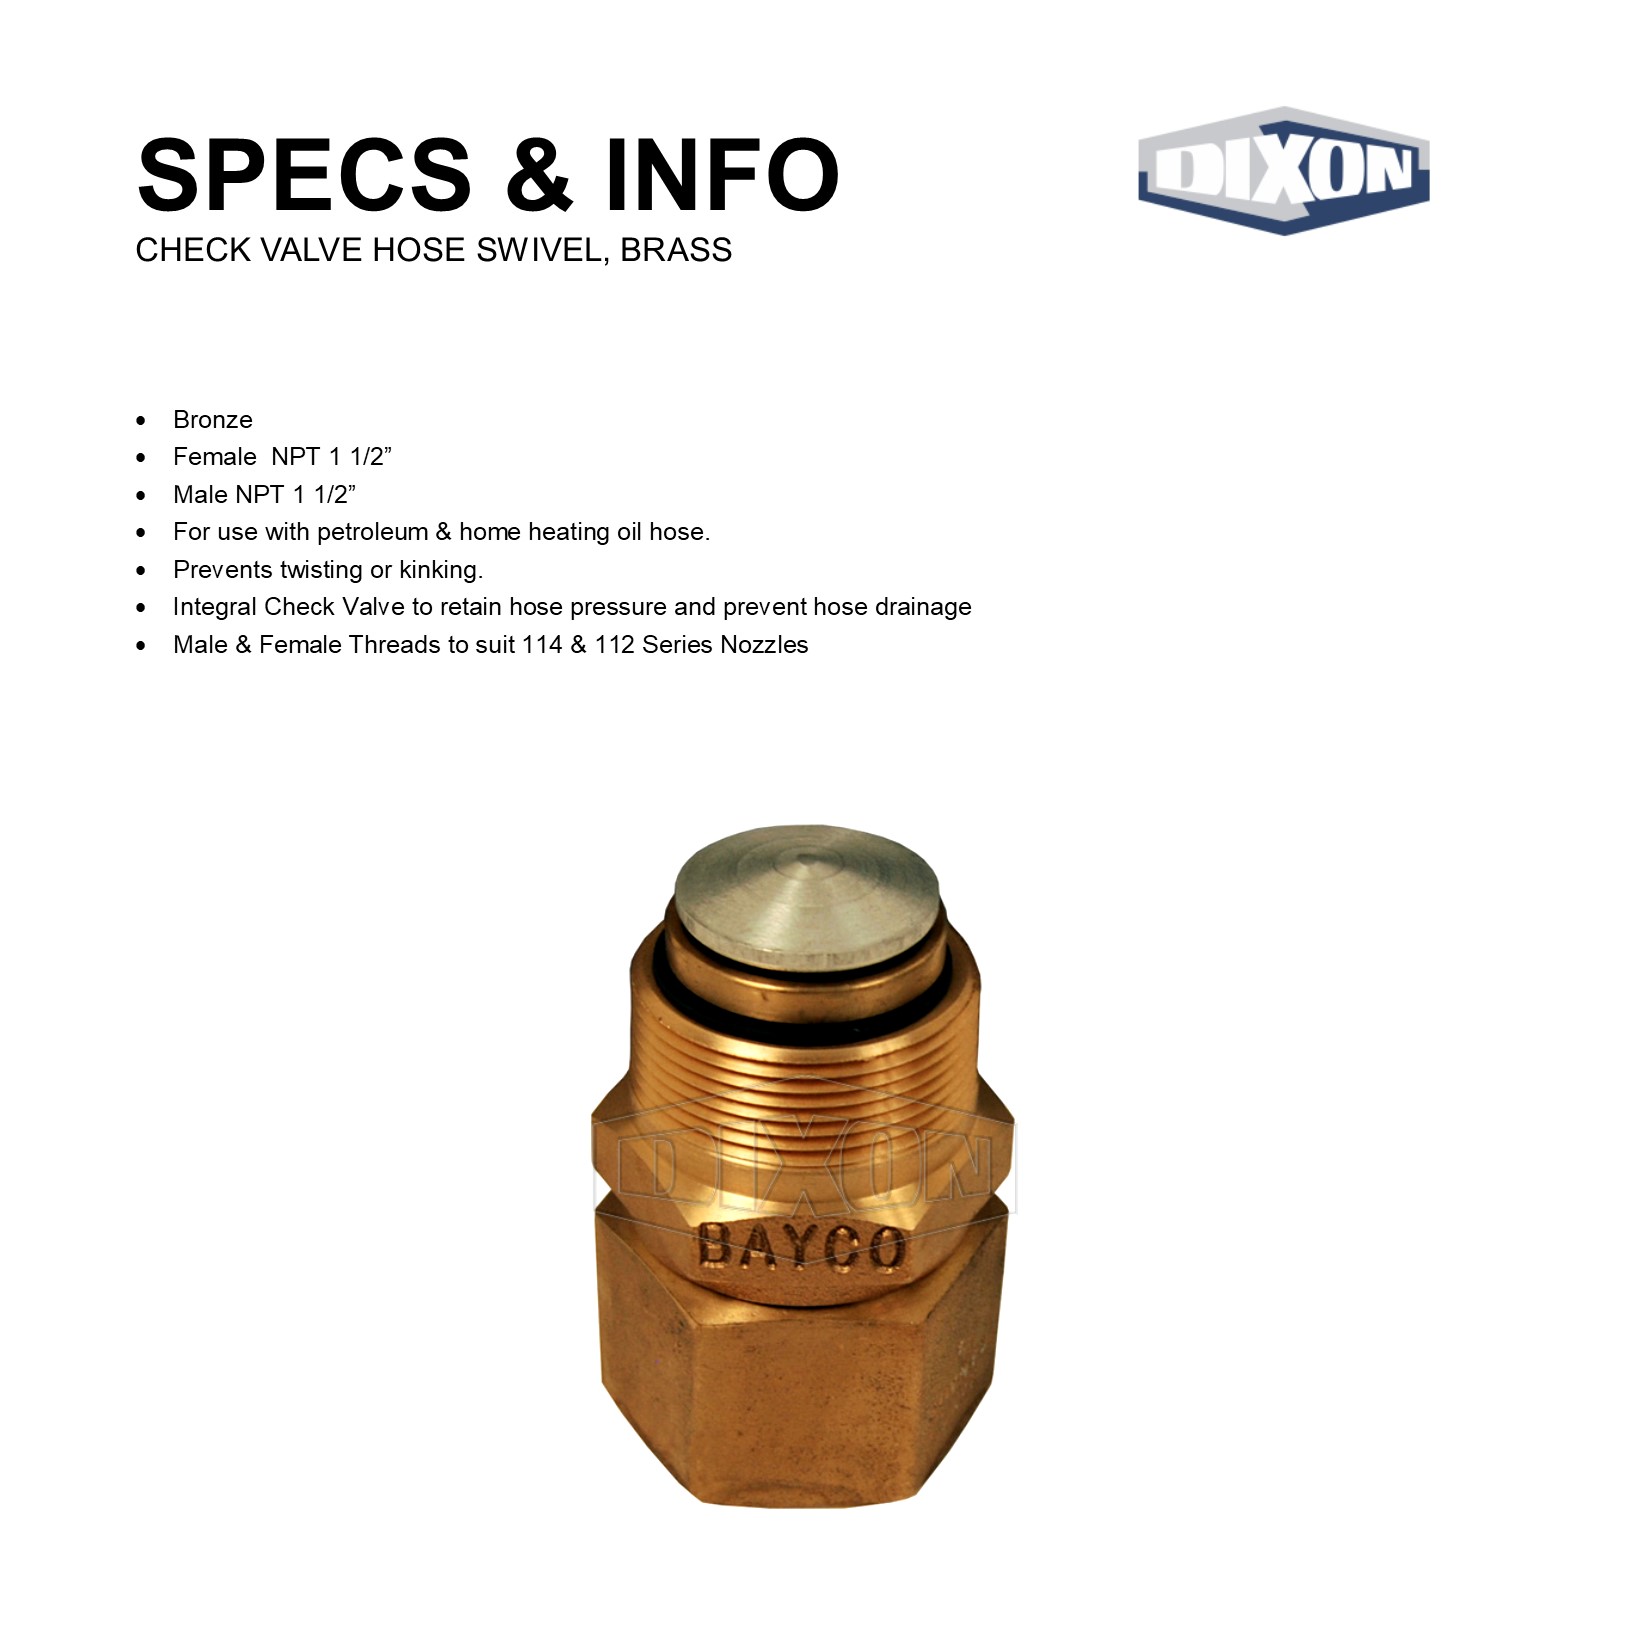 SPECS & INFO
DIXON
CHECK VALVE HOSE SWIVEL, BRASS
• Bronze
• Female  NPT 1 1/2”
• Male NPT 1 1/2”
• For use with petroleum & home heating oil hose.
• Prevents twisting or kinking.
• Integral Check Valve to retain hose pressure and prevent hose drainage
• Male & Female Threads to suit 114 & 112 Series Nozzles
DIXON
BAYCO